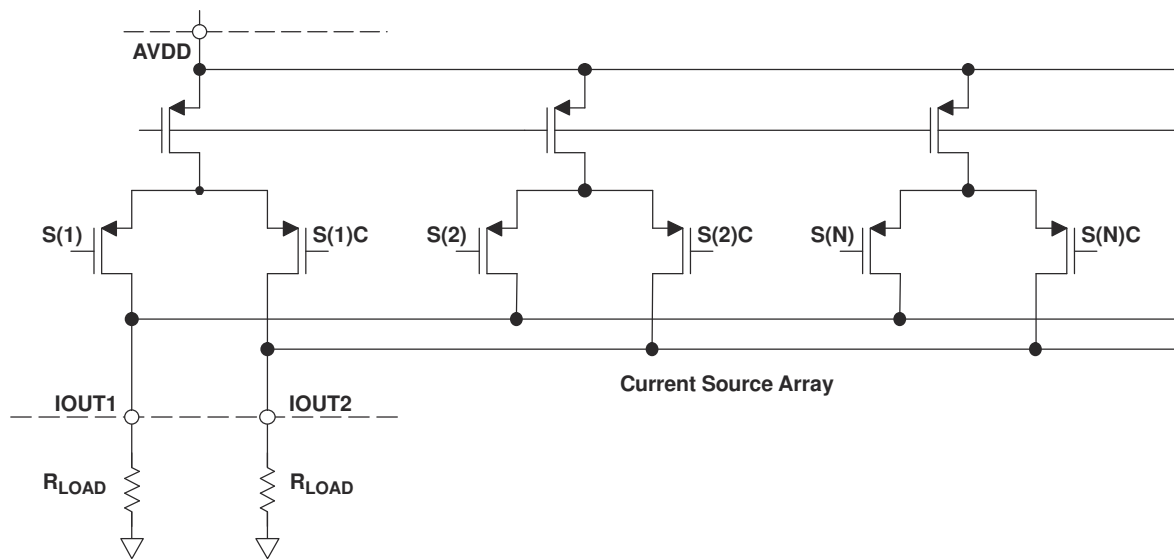 AVDD
S(1)
S(1)C
S(2)
S(2)C
S(N)
S(N)C
Current Source Array
IOUT1
IOUT2
RLOAD
RLOAD